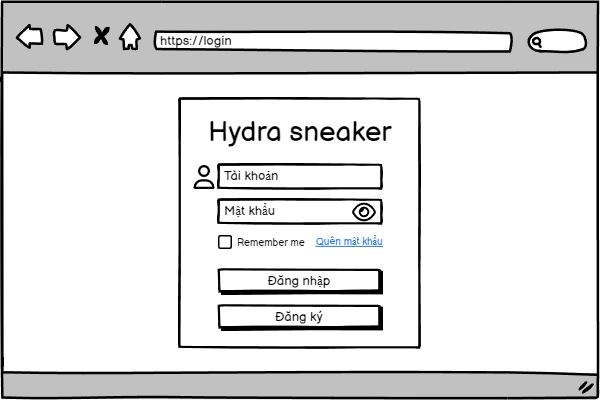 https://login
Hydra sneaker
Tài khoản
Mật khẩu
Remember me Quên mật khẩu
Đăng nhập
Đăng ký